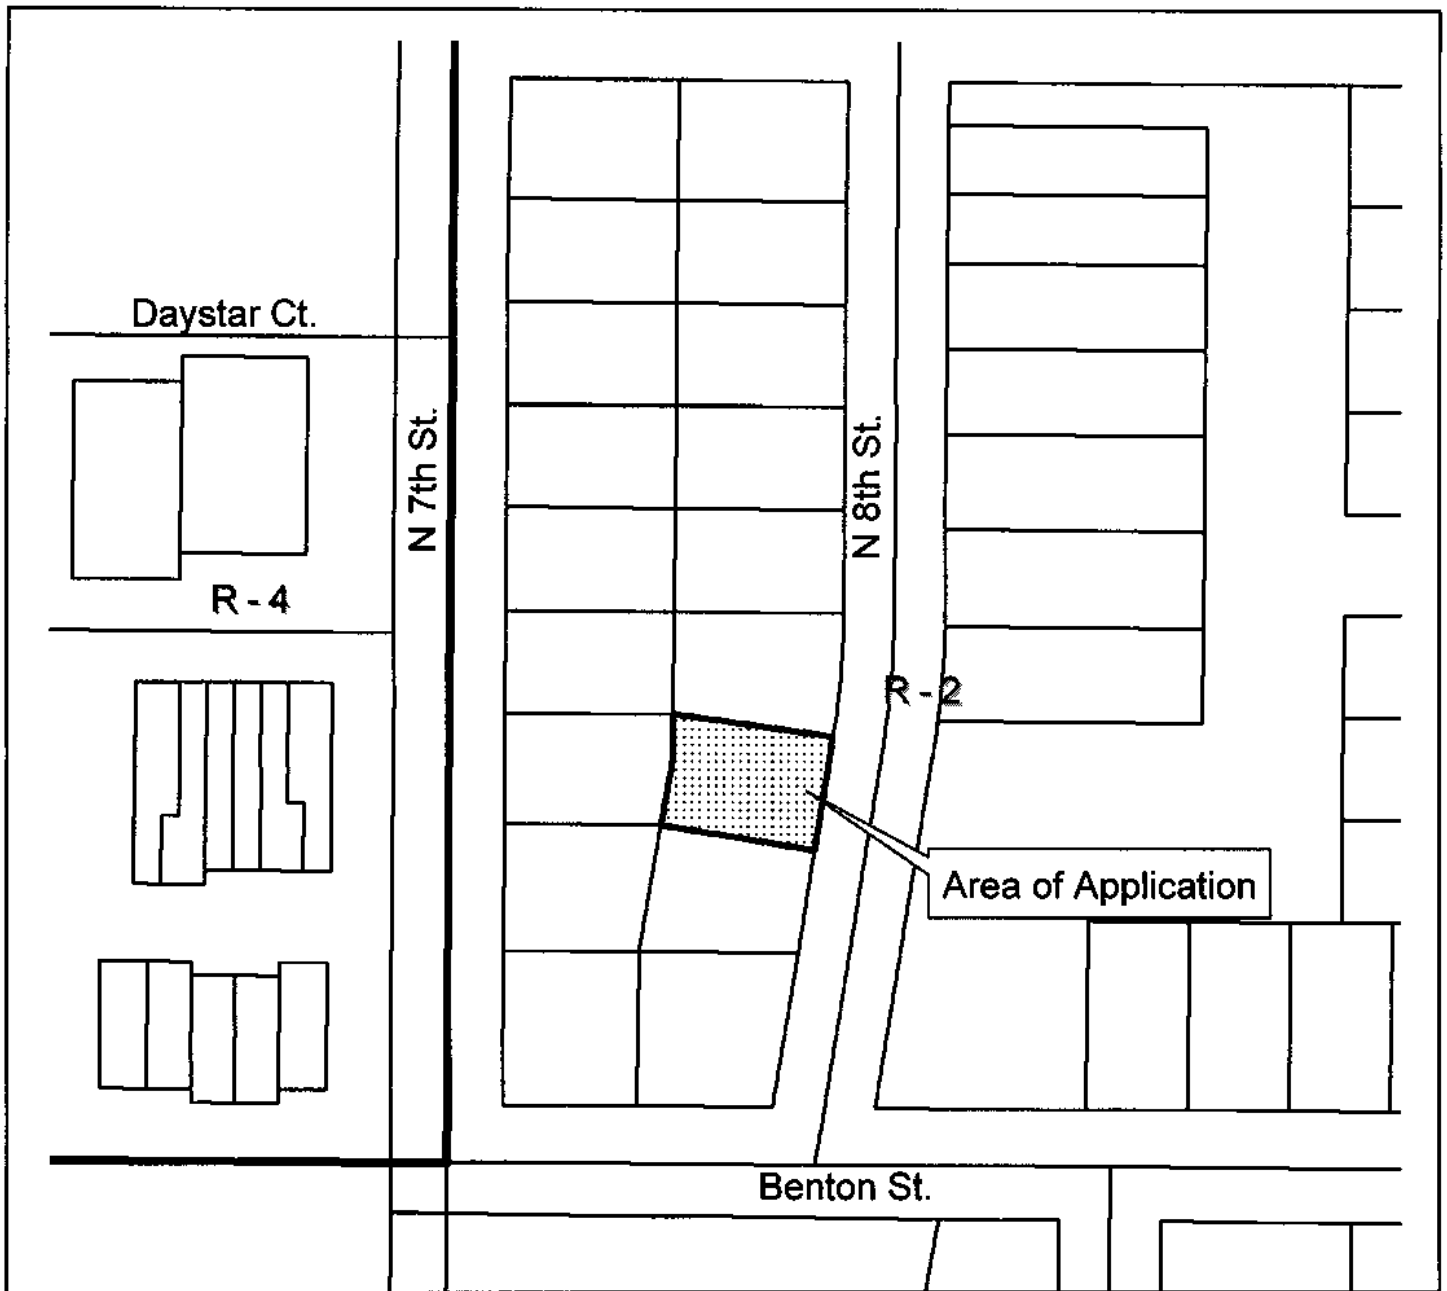 Daystar Ct.
N 7th St.
N 8th St.
R - 4
R - 2
Area of Application
Benton St.